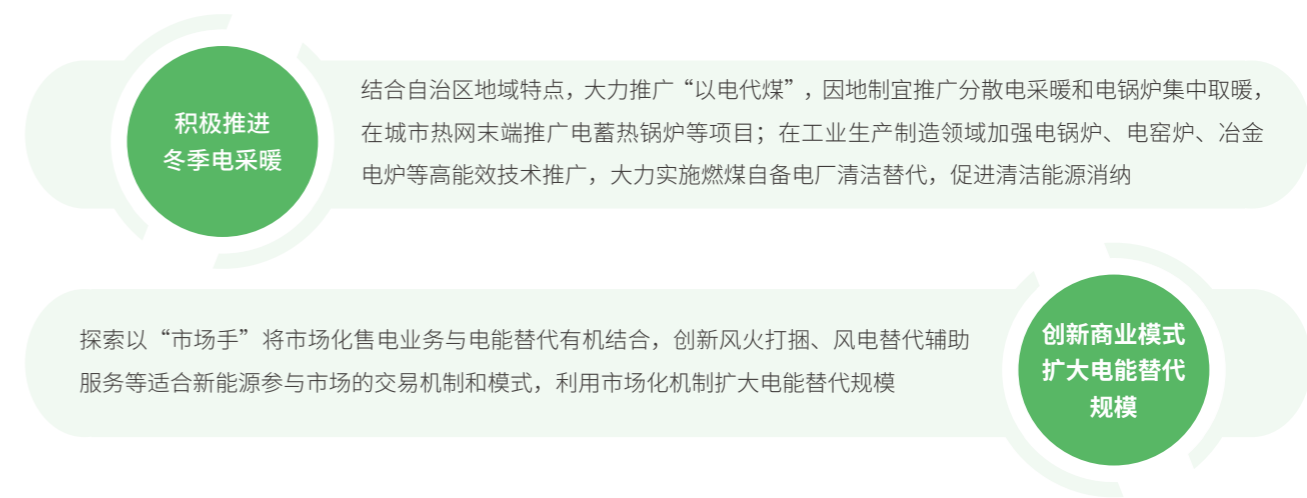 积极推进
冬季电采暖
结合自治区地域特点，大力推广“以电代煤”，因地制宜推广分散电采暖和电锅炉集中取暖，
在城市热网末端推广电蓄热锅炉等项目；在工业生产制造领域加强电锅炉、电窑炉、冶金
电炉等高能效技术推广，大力实施燃煤自备电厂清洁替代，促进清洁能源消纳
探索以“市场手”将市场化售电业务与电能替代有机结合，创新风火打捆、风电替代辅助
服务等适合新能源参与市场的交易机制和模式，利用市场化机制扩大电能替代规模
创新商业模式
扩大电能替代
规模